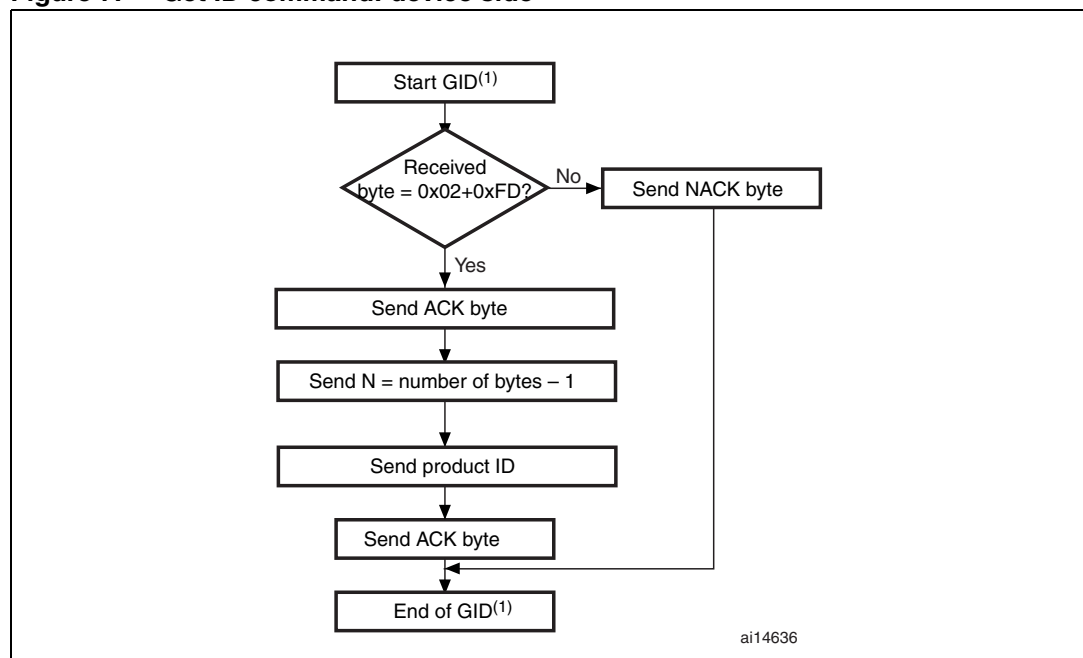 Start GID(1)
Received
byte = 0x02+0xFD?
No
Send NACK byte
Yes
Send ACK byte
Send N = number of bytes – 1
Send product ID
Send ACK byte
End of GID(1)
ai14636